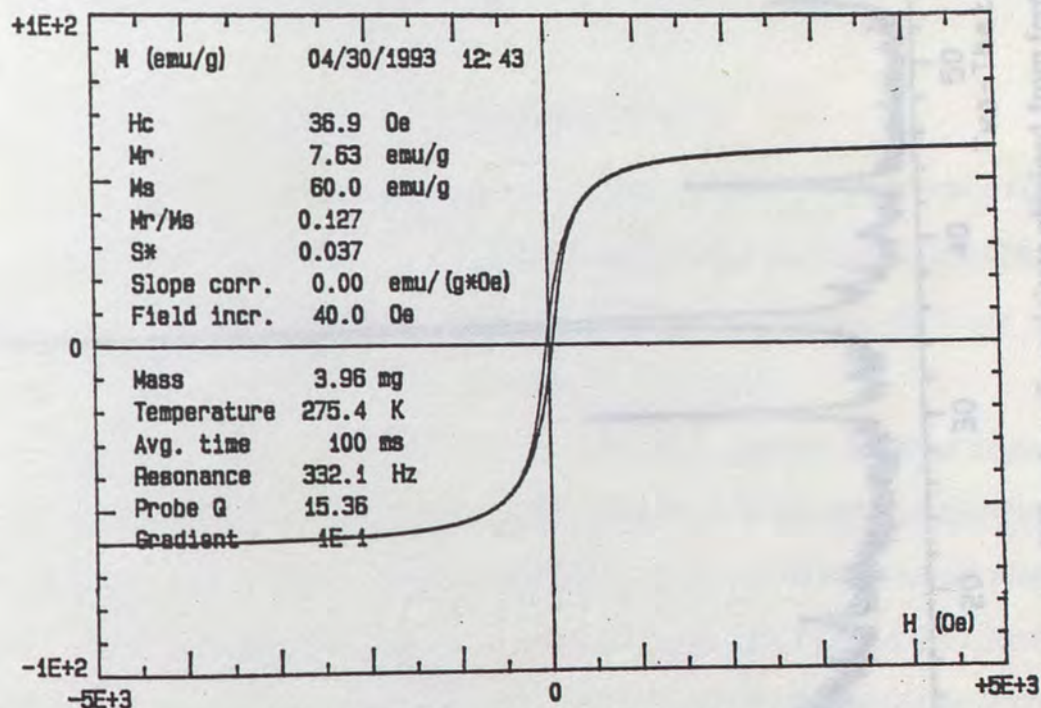 +1E+2
M (emu/g) 04/30/1993 12:43
Hc 36.9 Oe
Mr 7.63 emu/g
Ms 60.0 emu/g
Mr/Ms 0.127
S* 0.037
Slope corr. 0.00 emu/(g*Oe)
Field incr. 40.0 Oe
0
Mass 3.96 mg
Temperature 275.4 K
Avg. time 100 ms
Resonance 332.1 Hz
Probe Q 15.36
Gradient 1E-1
H (Oe)
-1E+2
-5E+3 0 +5E+3